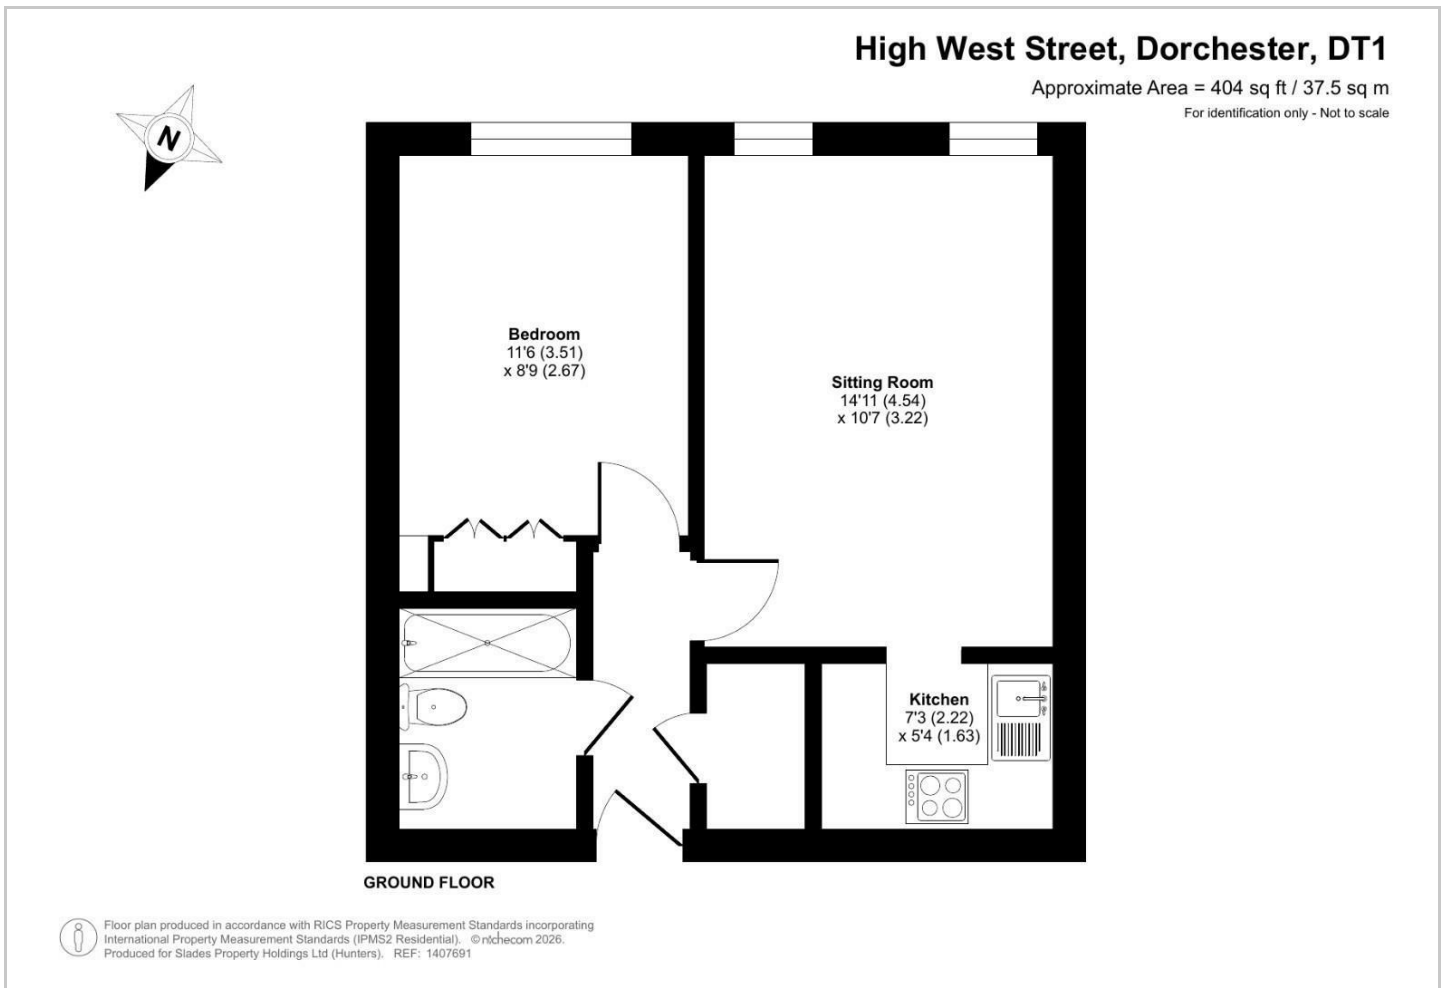 High West Street, Dorchester, DT1
Approximate Area = 404 sq ft / 37.5 sq m
For identification only - Not to scale
N
Bedroom
11'6 (3.51)
x 8'9 (2.67)
Sitting Room
14'11 (4.54)
x 10'7 (3.22)
Kitchen
7'3 (2.22)
x 5'4 (1.63)
GROUND FLOOR
Floor plan produced in accordance with RICS Property Measurement Standards incorporating
International Property Measurement Standards (IPMS2 Residential). © nichecom 2026.
Produced for Slades Property Holdings Ltd (Hunters). REF: 1407691